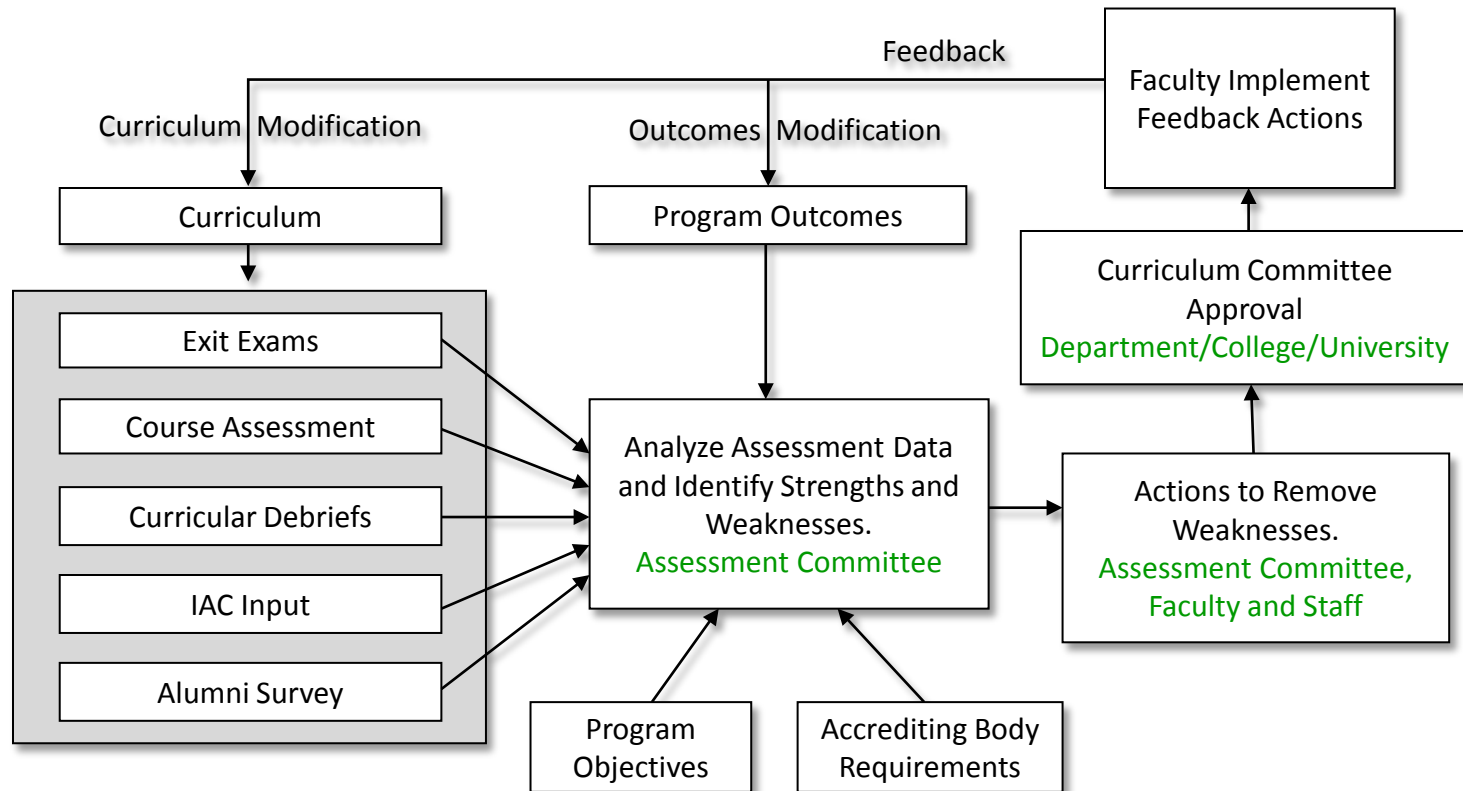 Feedback
Faculty Implement
Feedback Actions
Curriculum Modification
Outcomes Modification
Curriculum
Program Outcomes
Curriculum Committee
Approval
Department/College/University
Exit Exams
Course Assessment
Curricular Debriefs
IAC Input
Alumni Survey
Analyze Assessment Data
and Identify Strengths and
Weaknesses.
Assessment Committee
Actions to Remove
Weaknesses.
Assessment Committee,
Faculty and Staff
Program
Objectives
Accrediting Body
Requirements